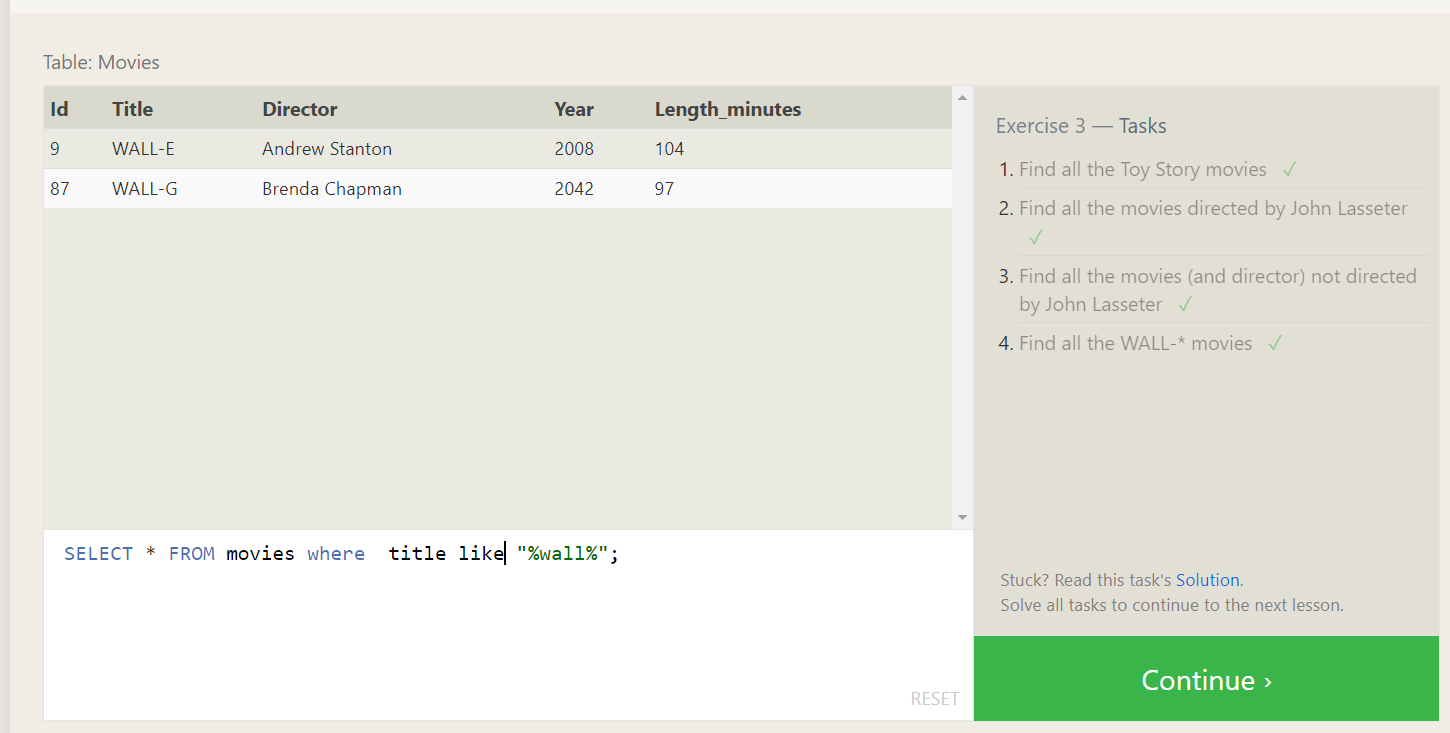 Table: Movies
Id Title Director Year Length_minutes
9 WALL-E Andrew Stanton 2008 104
87 WALL-G Brenda Chapman 2042 97
SELECT * FROM movies where  title like "%wall%";
RESET
Exercise 3 — Tasks
1. Find all the Toy Story movies ✓
2. Find all the movies directed by John Lasseter
✓
3. Find all the movies (and director) not directed
by John Lasseter ✓
4. Find all the WALL-* movies ✓
Stuck? Read this task's Solution.
Solve all tasks to continue to the next lesson.
Continue ›